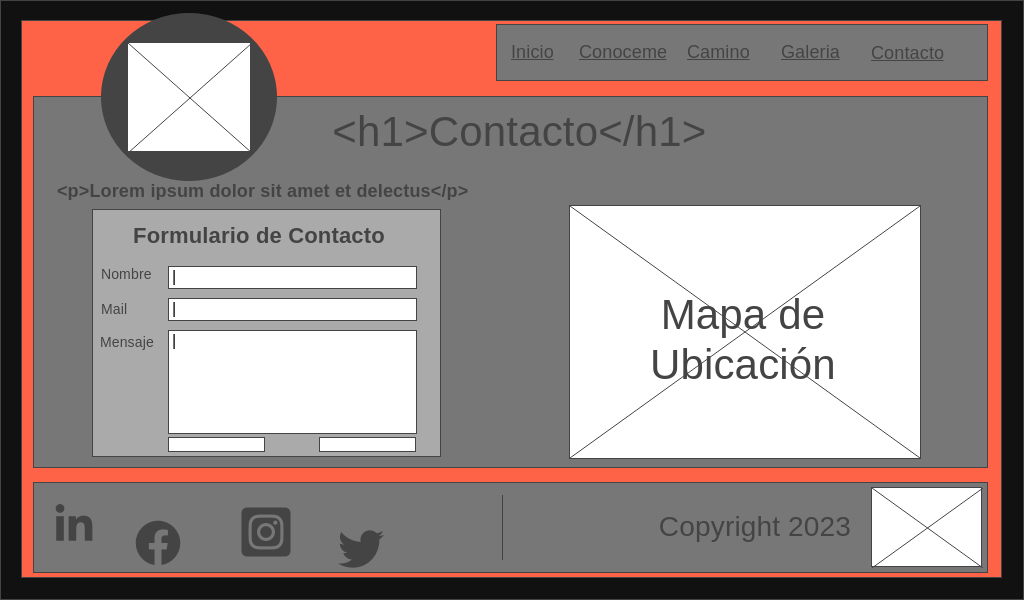 Inicio Conoceme Camino Galeria Contacto
<h1>Contacto</h1>
<p>Lorem ipsum dolor sit amet et delectus</p>
Formulario de Contacto
Nombre
Mail
Mensaje
Mapa de
Ubicación
in
Copyright 2023